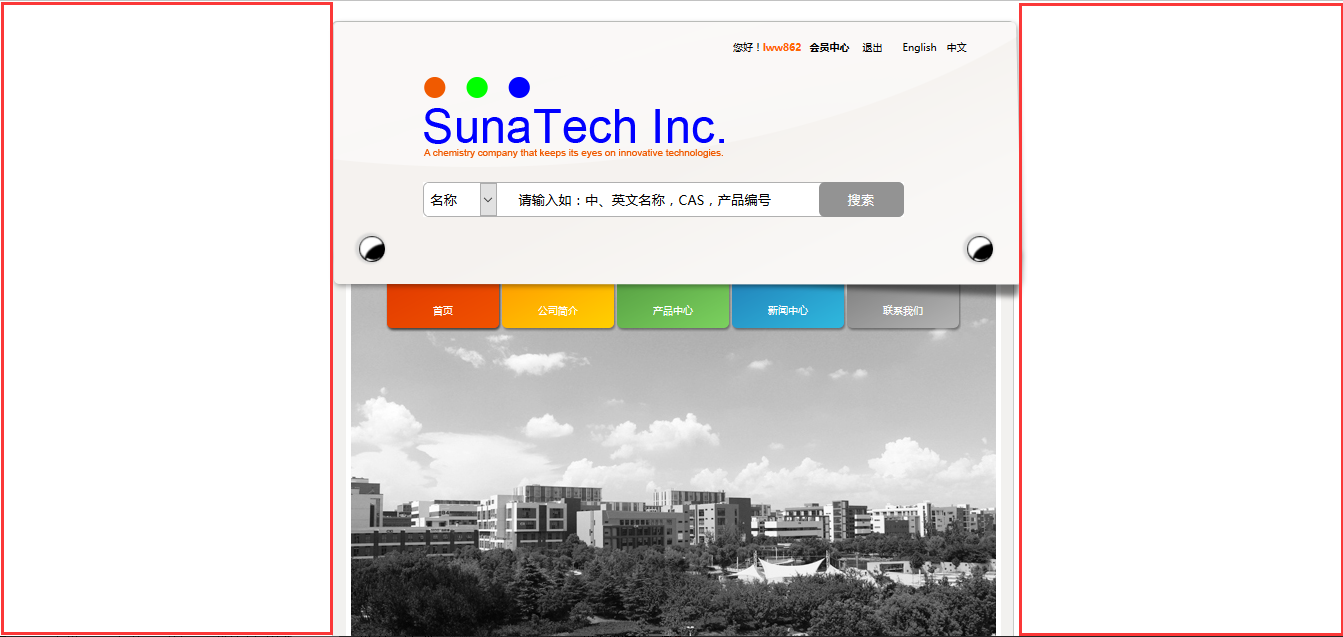 您好！lww862 会员中心 退出 English 中文
SunaTech Inc.
A chemistry company that keeps its eyes on innovative technologies.
名称 请输入如：中、英文名称，CAS，产品编号 搜索
首页 公司简介 产品中心 新闻中心 联系我们